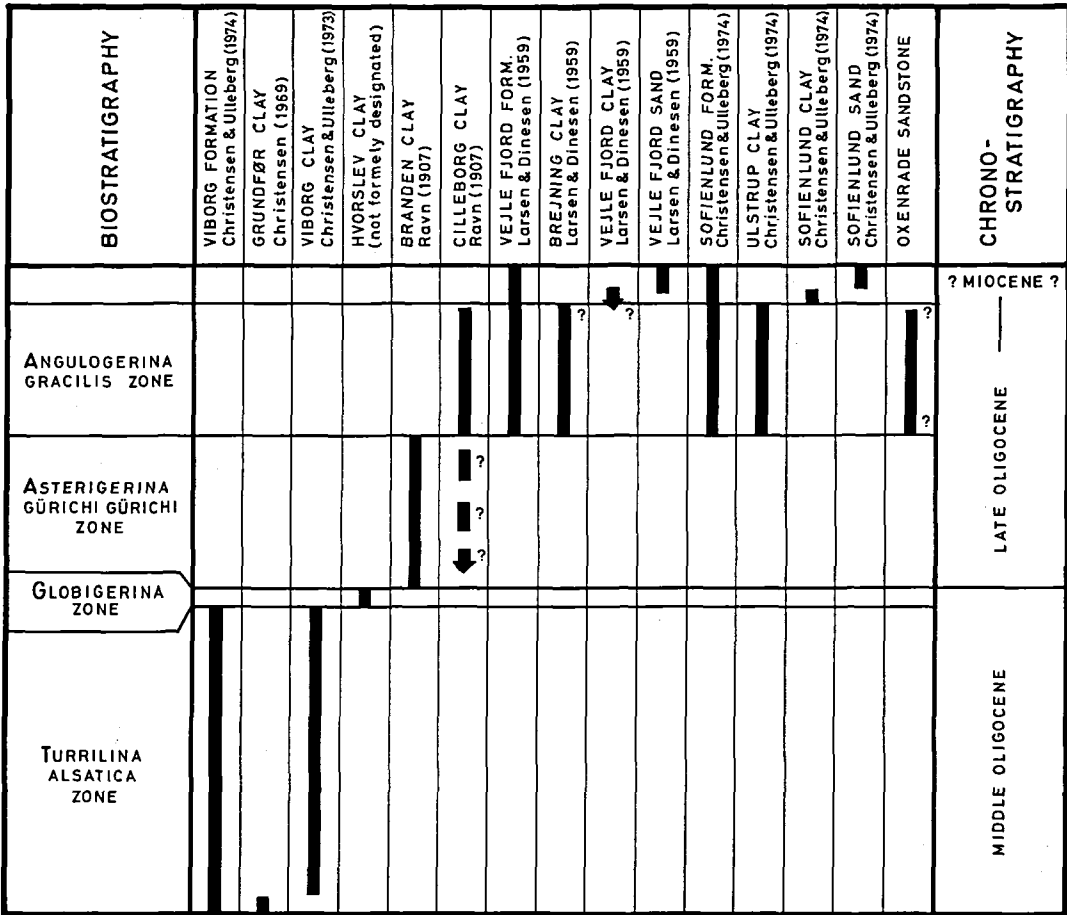 BIOSTRATIGRAPHY
VIBORG FORMATION
Christensen & Ulleberg (1974)
GRUNDFØR CLAY
Christensen (1969)
VIBORG CLAY
Christensen & Ulleberg (1973)
HVORSLEV CLAY
(not formely designated)
BRANDEN CLAY
Ravn (1907)
CILLEBORG CLAY
Ravn (1907)
VEJLE FJORD FORM.
Larsen & Dinesen (1959)
BREJNING CLAY
Larsen & Dinesen (1959)
VEJLE FJORD CLAY
Larsen & Dinesen (1959)
VEJLE FJORD SAND
Larsen & Dinesen (1959)
SOFIENLUND FORM.
Christensen & Ulleberg (1974)
ULSTRUP CLAY
Christensen & Ulleberg (1974)
SOFIENLUND CLAY
Christensen & Ulleberg (1974)
SOFIENLUND SAND
Christensen & Ulleberg (1974)
OXENRADE SANDSTONE
CHRONO-
STRATIGRAPHY
? MIOCENE ?
? ? ?
ANGULOGERINA
GRACILIS ZONE
?
LATE OLIGOCENE
ASTERIGERINA
GÜRICHI GÜRICHI
ZONE
?
?
?
GLOBIGERINA
ZONE
TURRILINA
ALSATICA
ZONE
MIDDLE OLIGOCENE